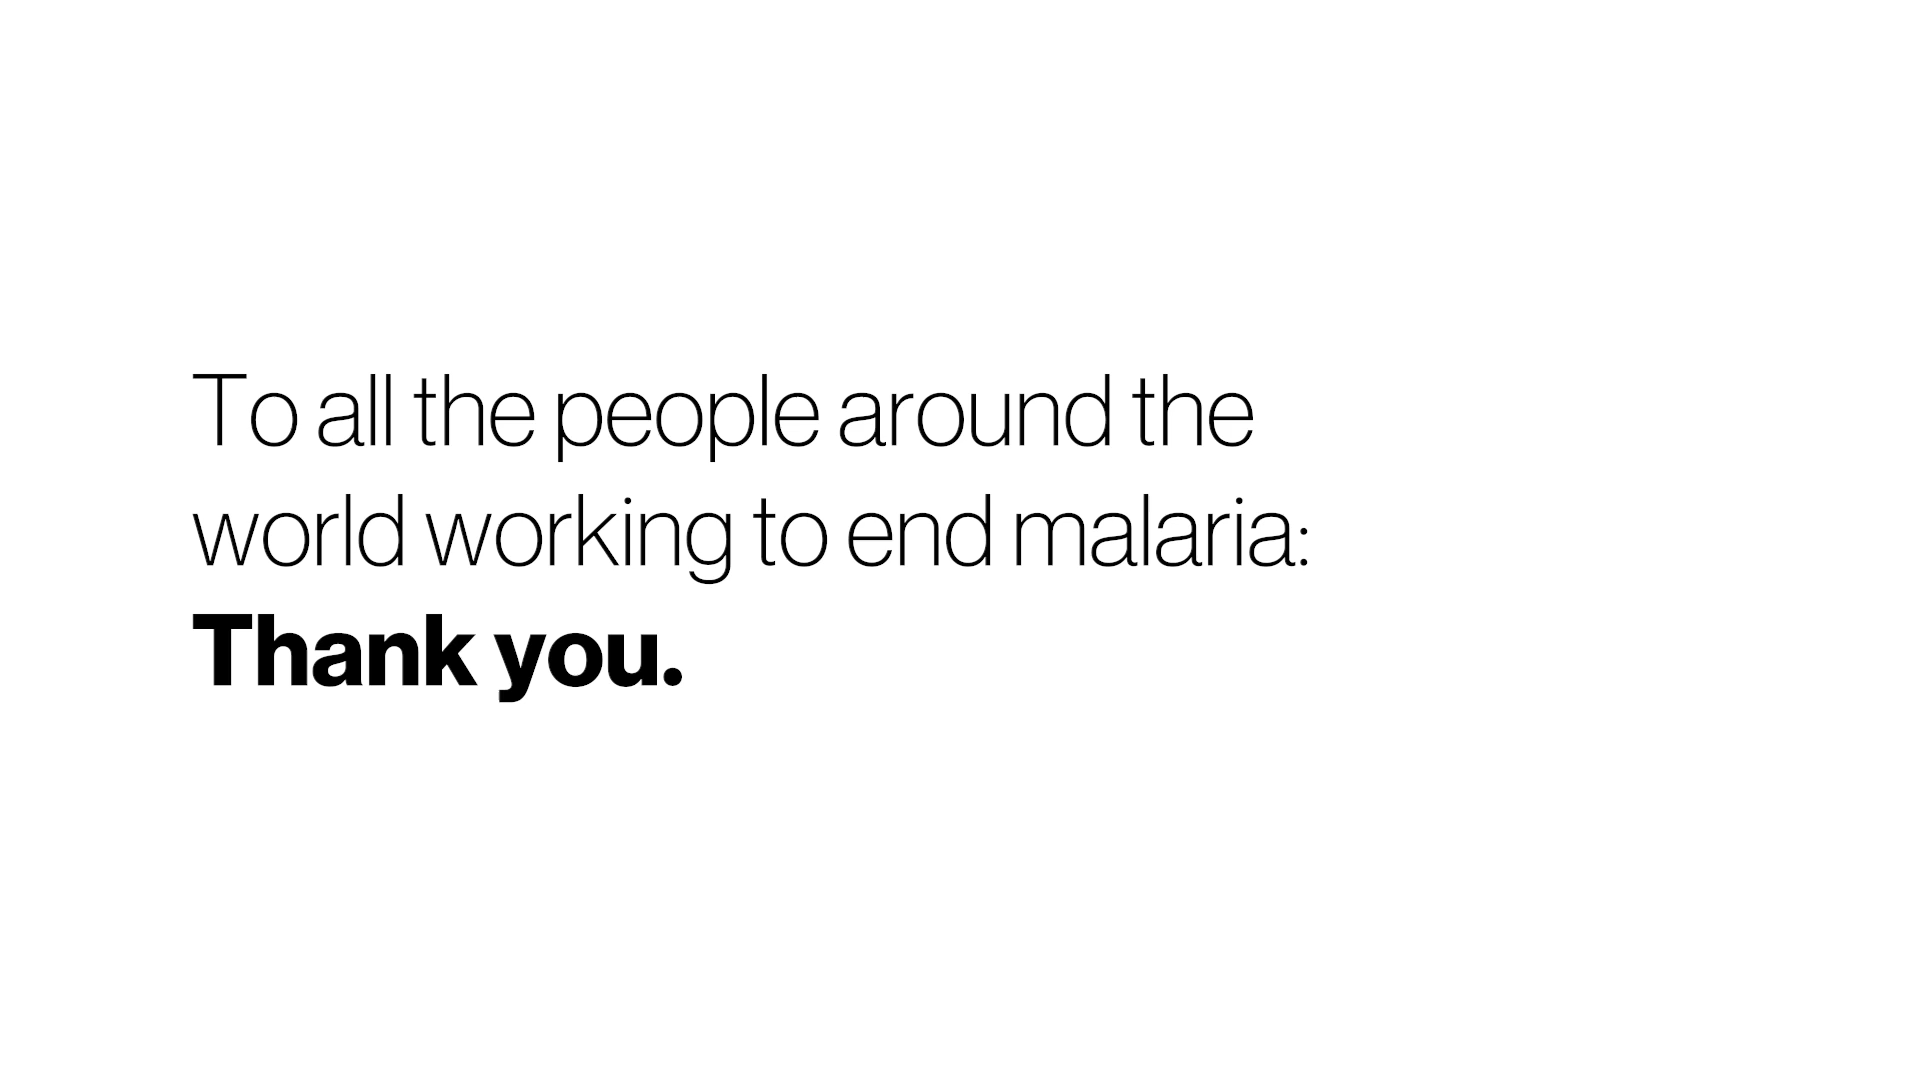 To all the people around the
world working to end malaria:
Thank you.